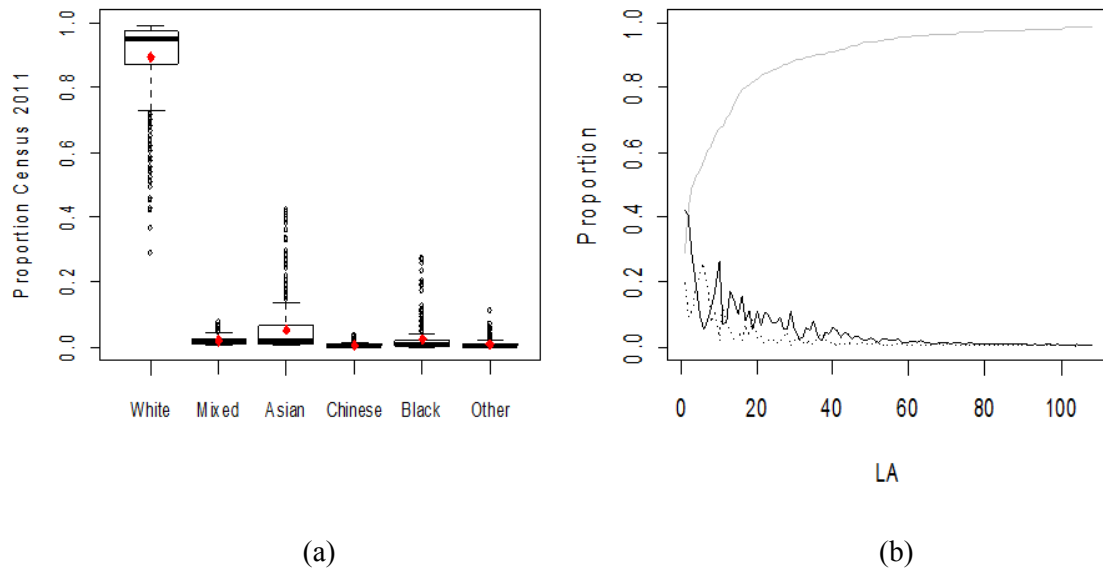 Proportion Census 2011
1.0
0.8
0.6
0.4
0.2
0.0
White Mixed Asian Chinese Black Other
(a)
Proportion
1.0
0.8
0.6
0.4
0.2
0.0
0 20 40 60 80 100
LA
(b)